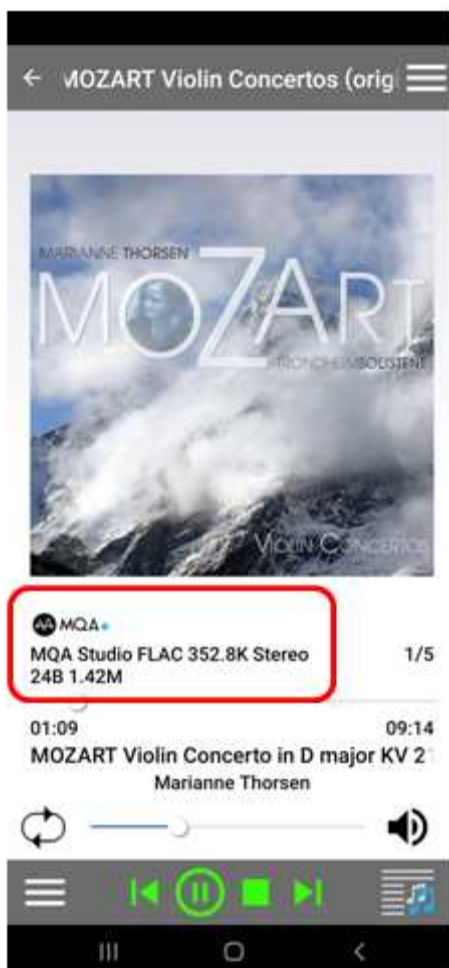 MOZART Violin Concertos (orig
MARIANNE THORSEN
MOZART
TRONDHEIMSOLISTENE
VIOLIN CONCERTOS
MQA
MQA Studio FLAC 352.8K Stereo
24B 1.42M
1/5
01:09
09:14
MOZART Violin Concerto in D major KV 2
Marianne Thorsen